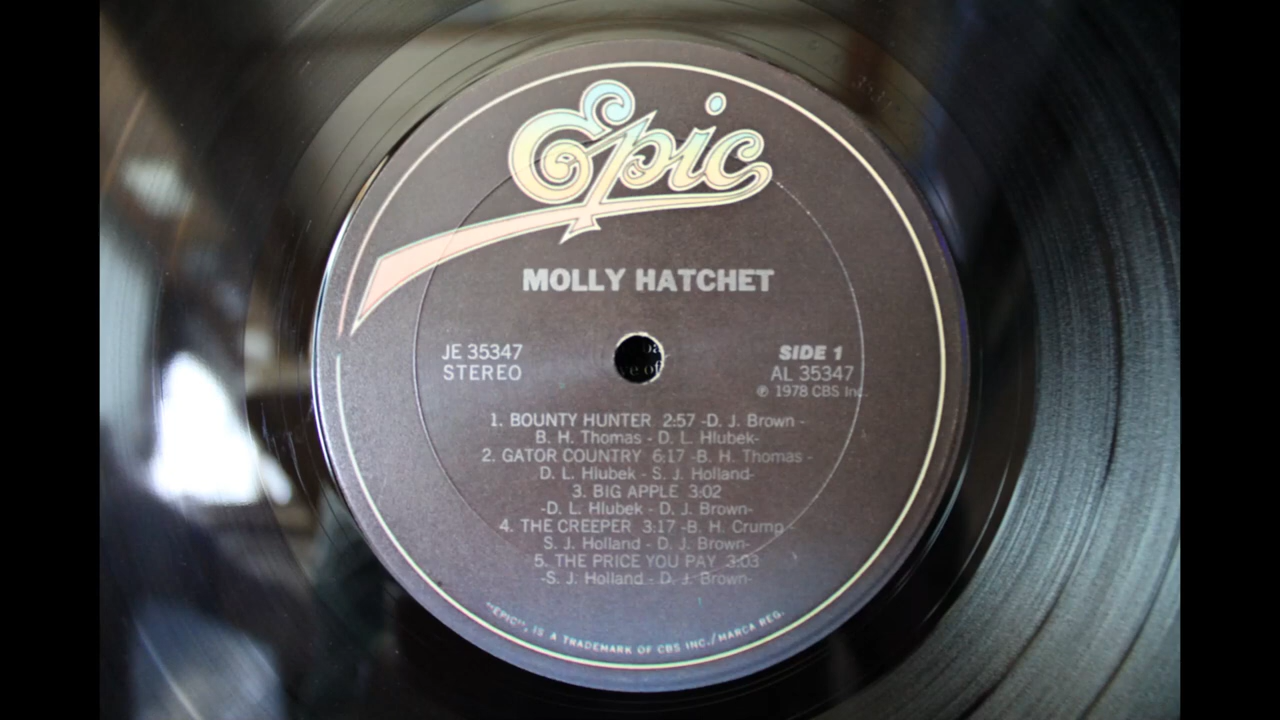 Epic
MOLLY HATCHET
JE 35347
STEREO
SIDE 1
AL 35347
℗ 1978 CBS Inc.
1. BOUNTY HUNTER 2:57 -D. J. Brown -
B. H. Thomas - D. L. Hlubek-
2. GATOR COUNTRY 6:17 -B. H. Thomas -
D. L. Hlubek - S. J. Holland-
3. BIG APPLE 3:02
-D. L. Hlubek - D. J. Brown-
4. THE CREEPER 3:17 -B. H. Crump -
S. J. Holland - D. J. Brown-
5. THE PRICE YOU PAY 3:03
-S. J. Holland - D. J. Brown-
"EPIC", IS A TRADEMARK OF CBS INC./MARCA REG.